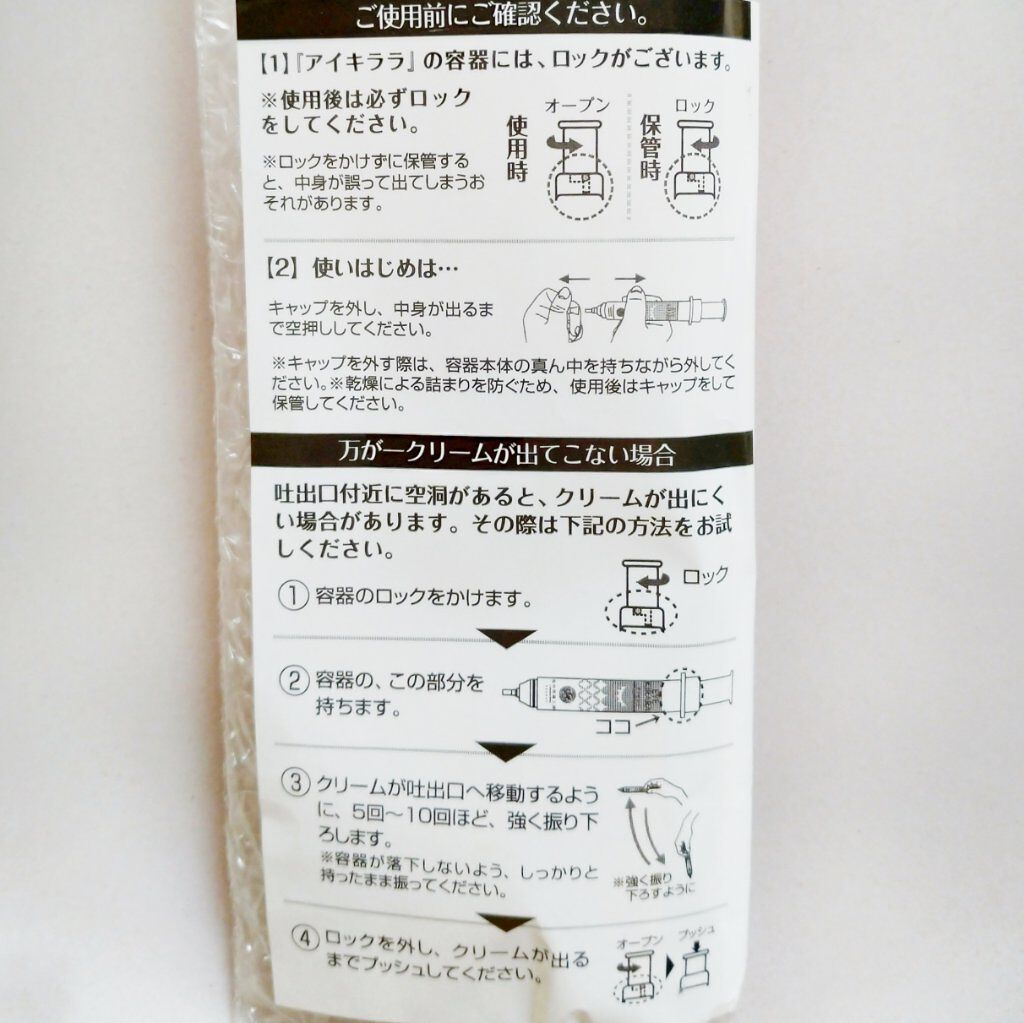 ご使用前にご確認ください。
【1】『アイキララ』の容器には、ロックがございます。
※使用後は必ずロック
をしてください。
※ロックをかけずに保管する
と、中身が誤って出てしまうお
それがあります。
使用時
オープン
保管時
ロック
【2】使いはじめは…
キャップを外し、中身が出るま
で空押ししてください。
※キャップを外す際は、容器本体の真ん中を持ちながら外してく
ださい。※乾燥による詰まりを防ぐため、使用後はキャップをして
保管してください。
万が一クリームが出てこない場合
吐出口付近に空洞があると、クリームが出にく
い場合があります。その際は下記の方法をお試
しください。
① 容器のロックをかけます。
ロック
② 容器の、この部分を
持ちます。
ココ
③ クリームが吐出口へ移動するよう
に、5回～10回ほど、強く振り下
ろします。
※容器が落下しないよう、しっかりと
持ったまま振ってください。
※強く振り
下ろすように
④ ロックを外し、クリームが出る
までプッシュしてください。
オープン
プッシュ